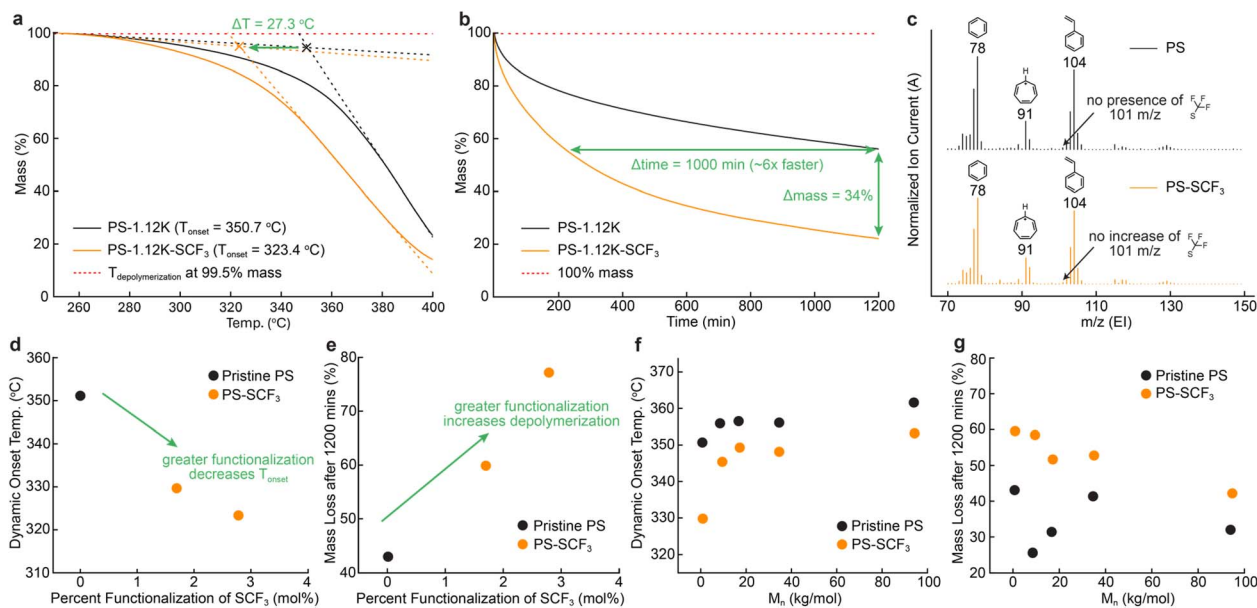 a
ΔT = 27.3 °C
100
80
60
40
20
0
Mass (%)
PS-1.12K (Tonset = 350.7 °C)
PS-1.12K-SCF3 (Tonset = 323.4 °C)
Tdepolymerization at 99.5% mass
260 280 300 320 340 360 380 400
Temp. (°C)
b
100
80
60
40
20
0
Mass (%)
Δtime = 1000 min (~6x faster)
Δmass = 34%
PS-1.12K
PS-1.12K-SCF3
100% mass
0 200 400 600 800 1000 1200
Time (min)
c
Normalized Ion Current (A)
78
H
91
104
PS
no presence of
101 m/z
F F
F
S
78
H
91
104
PS-SCF3
no increase of
101 m/z
F F
F
S
70 90 110 130 150
m/z (EI)
d
360
350
340
330
320
310
Dynamic Onset Temp. (°C)
Pristine PS
PS-SCF3
greater functionalization
decreases Tonset
0 1 2 3 4
Percent Functionalization of SCF3 (mol%)
e
80
70
60
50
40
Mass Loss after 1200 mins (%)
greater functionalization
increases depolymerization
Pristine PS
PS-SCF3
0 1 2 3 4
Percent Functionalization of SCF3 (mol%)
f
370
360
350
340
330
320
Dynamic Onset Temp. (°C)
Pristine PS
PS-SCF3
0 20 40 60 80 100
Mn (kg/mol)
g
80
70
60
50
40
30
20
Mass Loss after 1200 mins (%)
Pristine PS
PS-SCF3
0 20 40 60 80 100
Mn (kg/mol)